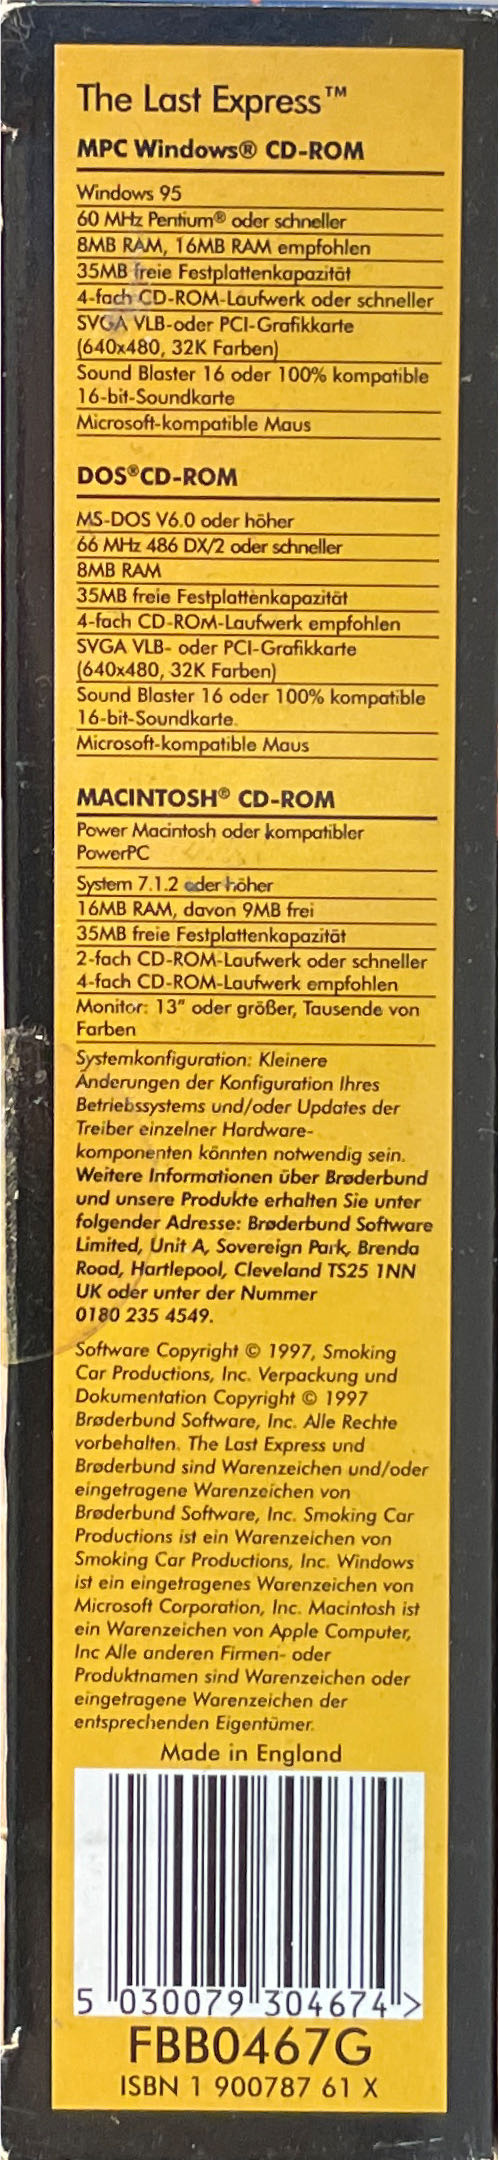 The Last Express™
MPC Windows® CD-ROM
Windows 95
60 MHz Pentium® oder schneller
8MB RAM, 16MB RAM empfohlen
35MB freie Festplattenkapazität
4-fach CD-ROM-Laufwerk oder schneller
SVGA VLB-oder PCI-Grafikkarte
(640x480, 32K Farben)
Sound Blaster 16 oder 100% kompatible
16-bit-Soundkarte
Microsoft-kompatible Maus
DOS®CD-ROM
MS-DOS V6.0 oder höher
66 MHz 486 DX/2 oder schneller
8MB RAM
35MB freie Festplattenkapazität
4-fach CD-ROM-Laufwerk empfohlen
SVGA VLB- oder PCI-Grafikkarte
(640x480, 32K Farben)
Sound Blaster 16 oder 100% kompatible
16-bit-Soundkarte
Microsoft-kompatible Maus
MACINTOSH® CD-ROM
Power Macintosh oder kompatibler
PowerPC
System 7.1.2 oder höher
16MB RAM, davon 9MB frei
35MB freie Festplattenkapazität
2-fach CD-ROM-Laufwerk oder schneller
4-fach CD-ROM-Laufwerk empfohlen
Monitor: 13" oder größer, Tausende von
Farben
Systemkonfiguration: Kleinere
Änderungen der Konfiguration Ihres
Betriebssystems und/oder Updates der
Treiber einzelner Hardware-
komponenten könnten notwendig sein.
Weitere Informationen über Brøderbund
und unsere Produkte erhalten Sie unter
folgender Adresse: Brøderbund Software
Limited, Unit A, Sovereign Park, Brenda
Road, Hartlepool, Cleveland TS25 1NN
UK oder unter der Nummer
0180 235 4549.
Software Copyright © 1997, Smoking
Car Productions, Inc. Verpackung und
Dokumentation Copyright © 1997
Brøderbund Software, Inc. Alle Rechte
vorbehalten. The Last Express und
Brøderbund sind Warenzeichen und/oder
eingetragene Warenzeichen von
Brøderbund Software, Inc. Smoking Car
Productions ist ein Warenzeichen von
Smoking Car Productions, Inc. Windows
ist ein eingetragenes Warenzeichen von
Microsoft Corporation, Inc. Macintosh ist
ein Warenzeichen von Apple Computer,
Inc Alle anderen Firmen- oder
Produktnamen sind Warenzeichen oder
eingetragene Warenzeichen der
entsprechenden Eigentümer.
Made in England
5 030079 304674 >
FBB0467G
ISBN 1 900787 61 X